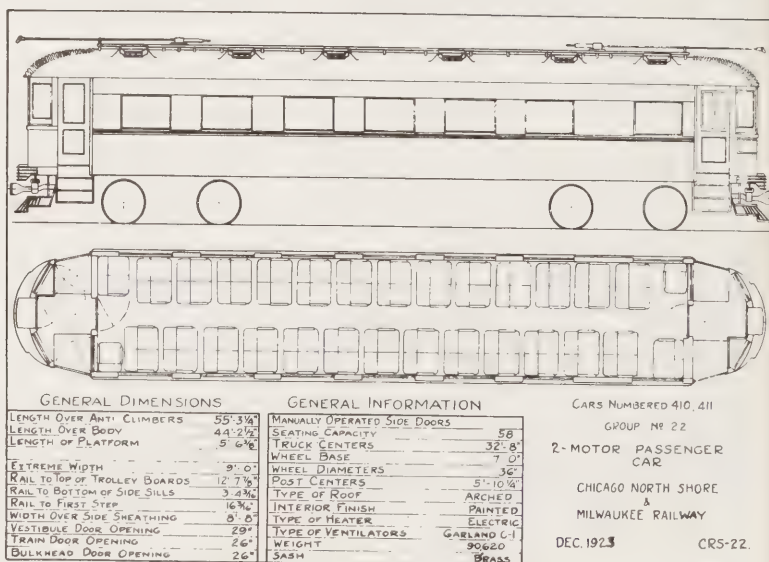 GENERAL DIMENSIONS
LENGTH OVER ANTI CLIMBERS 55'-3¼"
LENGTH OVER BODY 44'-2½"
LENGTH OF PLATFORM 5' 6⅜"
EXTREME WIDTH 9'-0"
RAIL TO TOP OF TROLLEY BOARDS 12' 7⅛"
RAIL TO BOTTOM OF SIDE SILLS 3-4 3/16"
RAIL TO FIRST STEP 16 3/16"
WIDTH OVER SIDE SHEATHING 8'-8"
VESTIBULE DOOR OPENING 29"
TRAIN DOOR OPENING 26"
BULKHEAD DOOR OPENING 26"
GENERAL INFORMATION
MANUALLY OPERATED SIDE DOORS
SEATING CAPACITY 58
TRUCK CENTERS 32'-8"
WHEEL BASE 7 0"
WHEEL DIAMETERS 36"
POST CENTERS 5'-10¼"
TYPE OF ROOF ARCHED
INTERIOR FINISH PAINTED
TYPE OF HEATER ELECTRIC
TYPE OF VENTILATORS GARLAND C-1
WEIGHT 90620
SASH BRASS
CARS NUMBERED 410, 411
GROUP Nº 22
2-MOTOR PASSENGER
CAR
CHICAGO NORTH SHORE
&
MILWAUKEE RAILWAY
DEC. 1923 CRS-22.